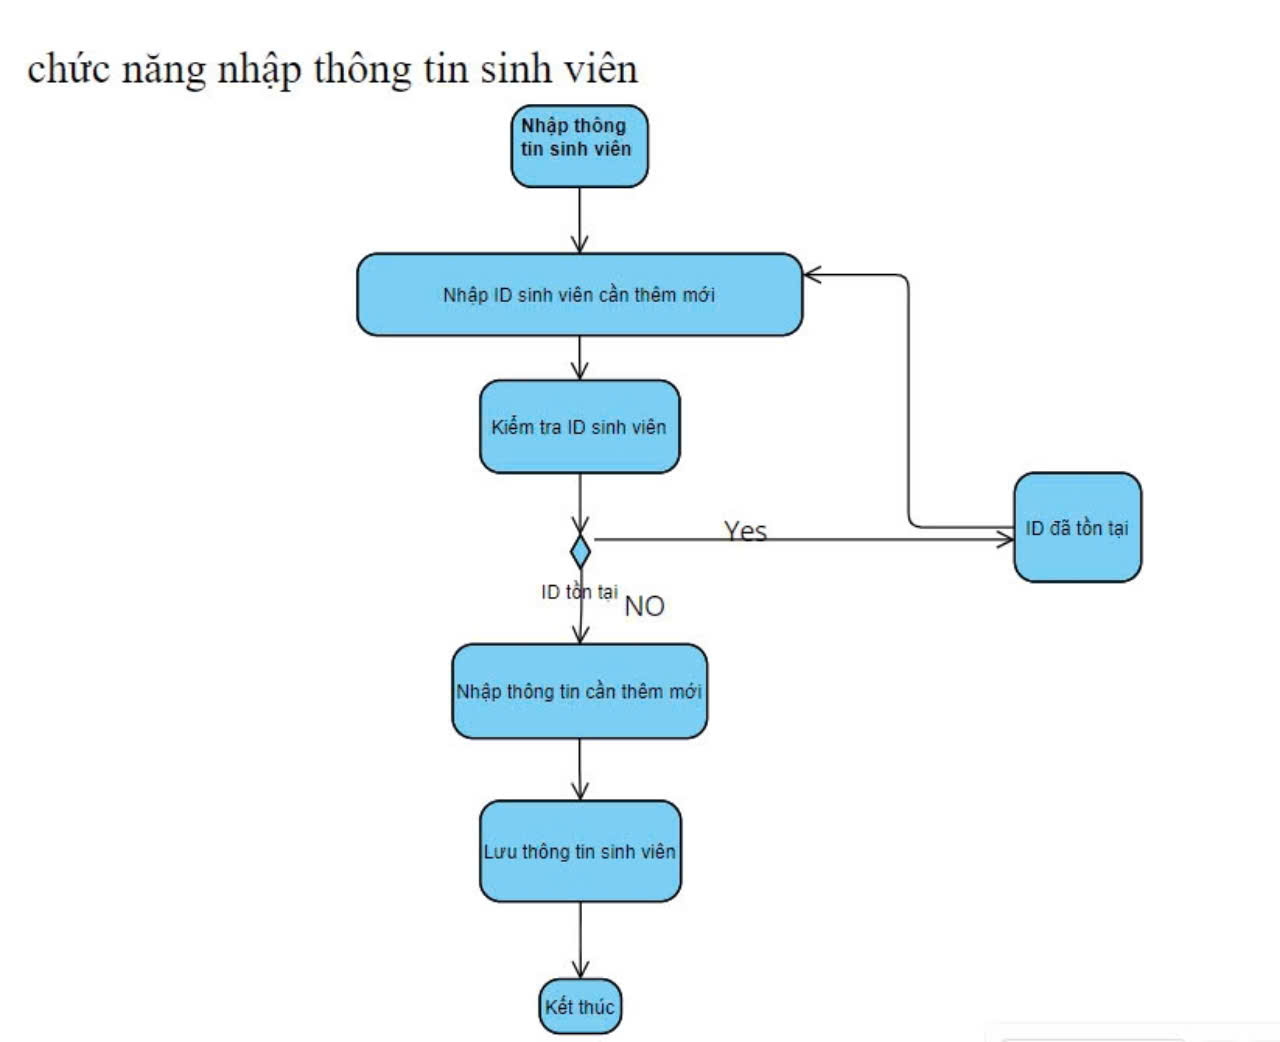 chức năng nhập thông tin sinh viên
Nhập thông
tin sinh viên
Nhập ID sinh viên cần thêm mới
Kiểm tra ID sinh viên
Yes
ID đã tồn tại
ID tồn tại
NO
Nhập thông tin cần thêm mới
Lưu thông tin sinh viên
Kết thúc